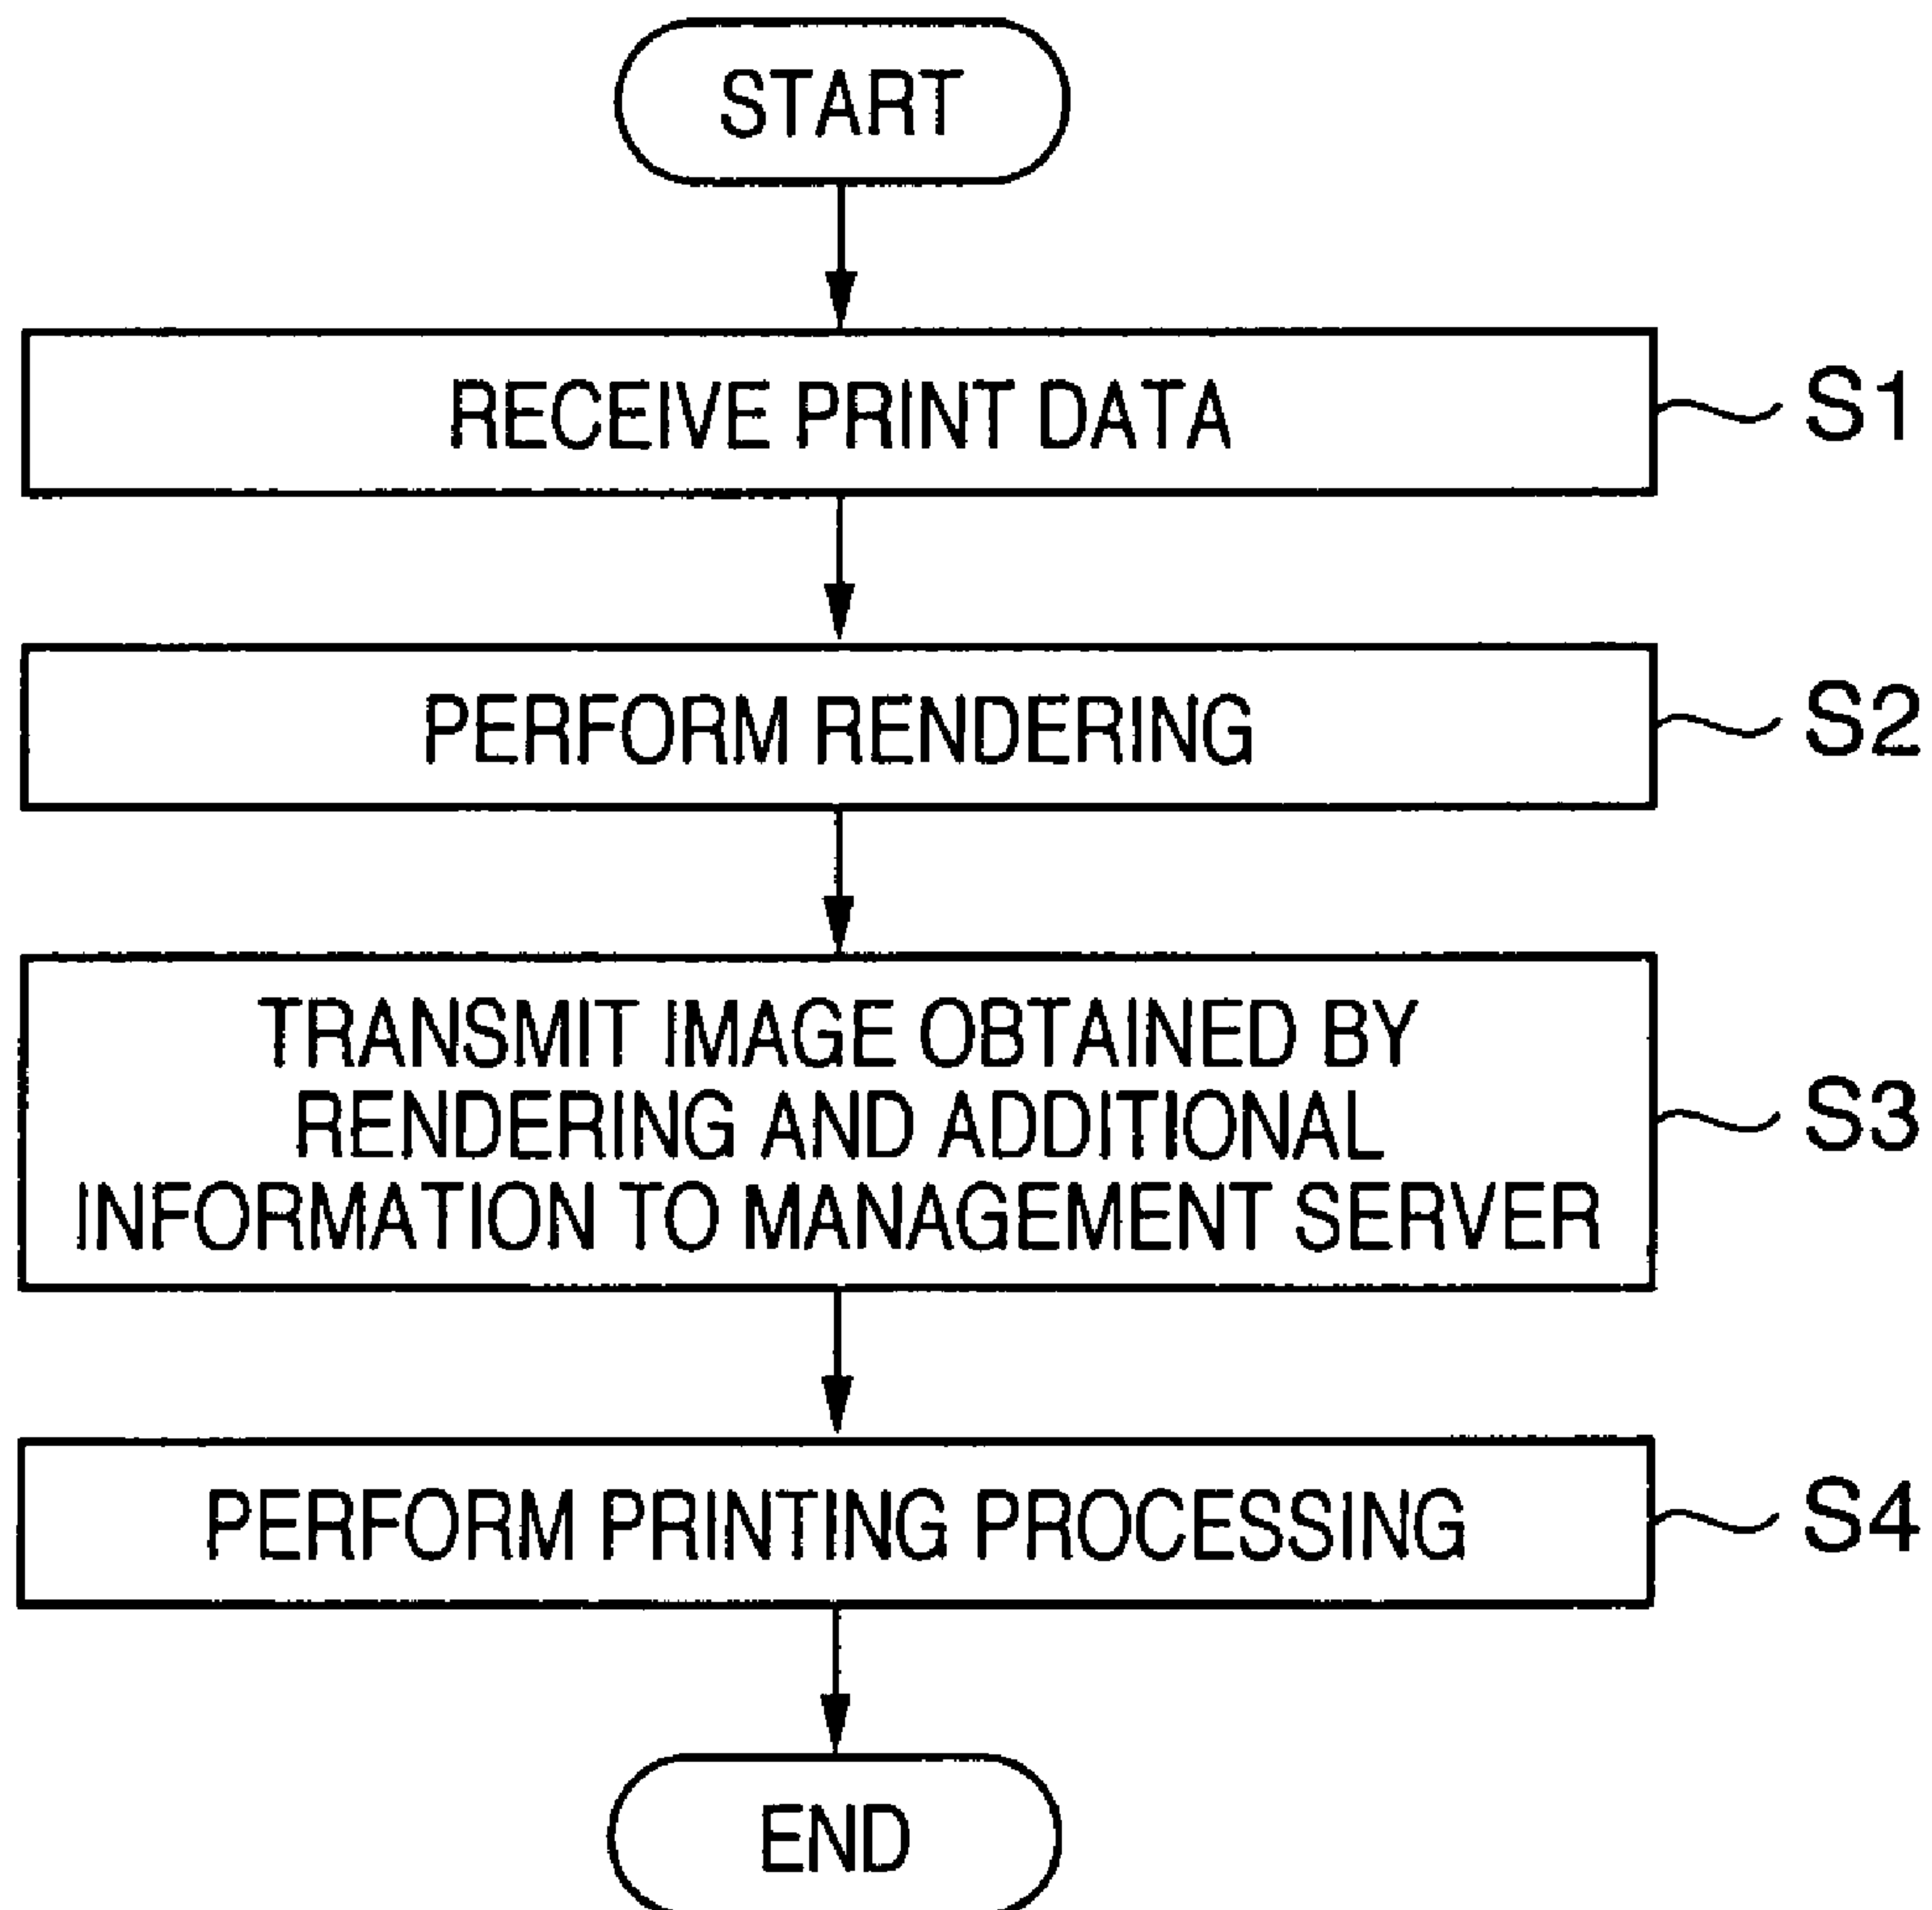 START
RECEIVE PRINT DATA
S1
PERFORM RENDERING
S2
TRANSMIT IMAGE OBTAINED BY
RENDERING AND ADDITIONAL
INFORMATION TO MANAGEMENT SERVER
S3
PERFORM PRINTING PROCESSING
S4
END